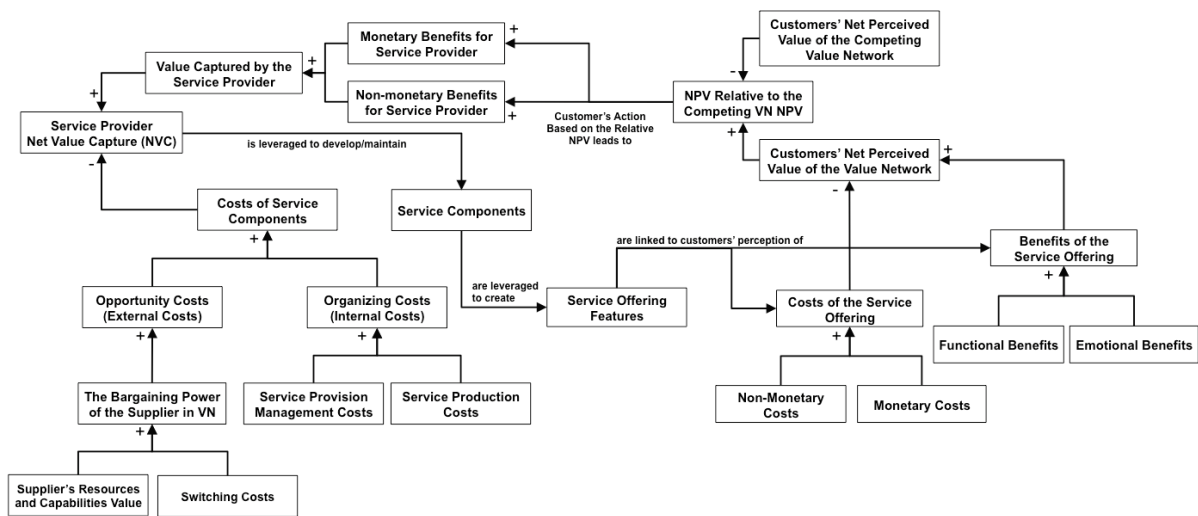 Monetary Benefits for
Service Provider
+
Customers' Net Perceived
Value of the Competing
Value Network
Value Captured by the
Service Provider
+
-
+
Non-monetary Benefits
for Service Provider
+
NPV Relative to the
Competing VN NPV
Customer's Action
Based on the Relative
NPV leads to
+
Service Provider
Net Value Capture (NVC)
is leveraged to develop/maintain
-
Customers' Net Perceived
Value of the Value Network
+
-
Costs of Service
Components
+
Service Components
are linked to customers' perception of
Benefits of the
Service Offering
+
Opportunity Costs
(External Costs)
+
Organizing Costs
(Internal Costs)
+
are leveraged
to create
Service Offering
Features
Costs of the Service
Offering
+
Functional Benefits
Emotional Benefits
The Bargaining Power
of the Supplier in VN
+
Service Provision
Management Costs
Service Production
Costs
Non-Monetary
Costs
Monetary Costs
Supplier's Resources
and Capabilities Value
Switching Costs